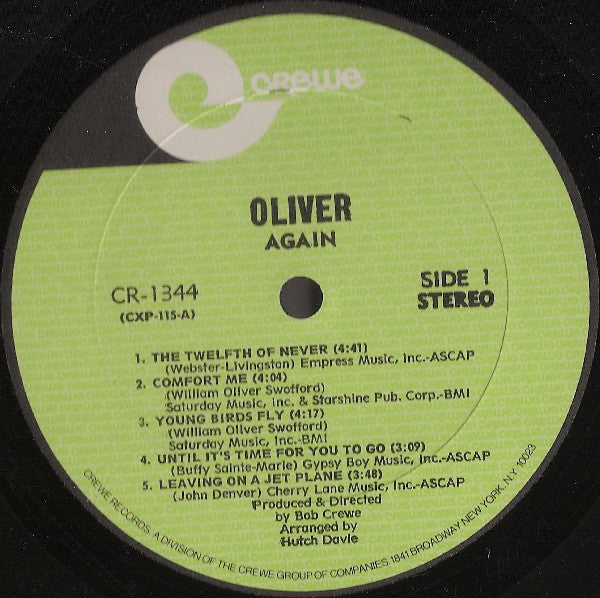 CREWE
OLIVER
AGAIN
CR-1344
(CXP-115-A)
SIDE 1
STEREO
1. THE TWELFTH OF NEVER (4:41)
(Webster-Livingston) Empress Music, Inc.-ASCAP
2. COMFORT ME (4:04)
(William Oliver Swofford)
Saturday Music, Inc. & Starshine Pub. Corp.-BMI
3. YOUNG BIRDS FLY (4:17)
(William Oliver Swofford)
Saturday Music, Inc.-BMI
4. UNTIL IT'S TIME FOR YOU TO GO (3:09)
(Buffy Sainte-Marie) Gypsy Boy Music, Inc.-ASCAP
5. LEAVING ON A JET PLANE (3:48)
(John Denver) Cherry Lane Music, Inc.-ASCAP
Produced & Directed
by Bob Crewe
Arranged by
Hutch Davie
CREWE RECORDS. A DIVISION OF THE CREWE GROUP OF COMPANIES 1841 BROADWAY NEW YORK, N.Y. 10023